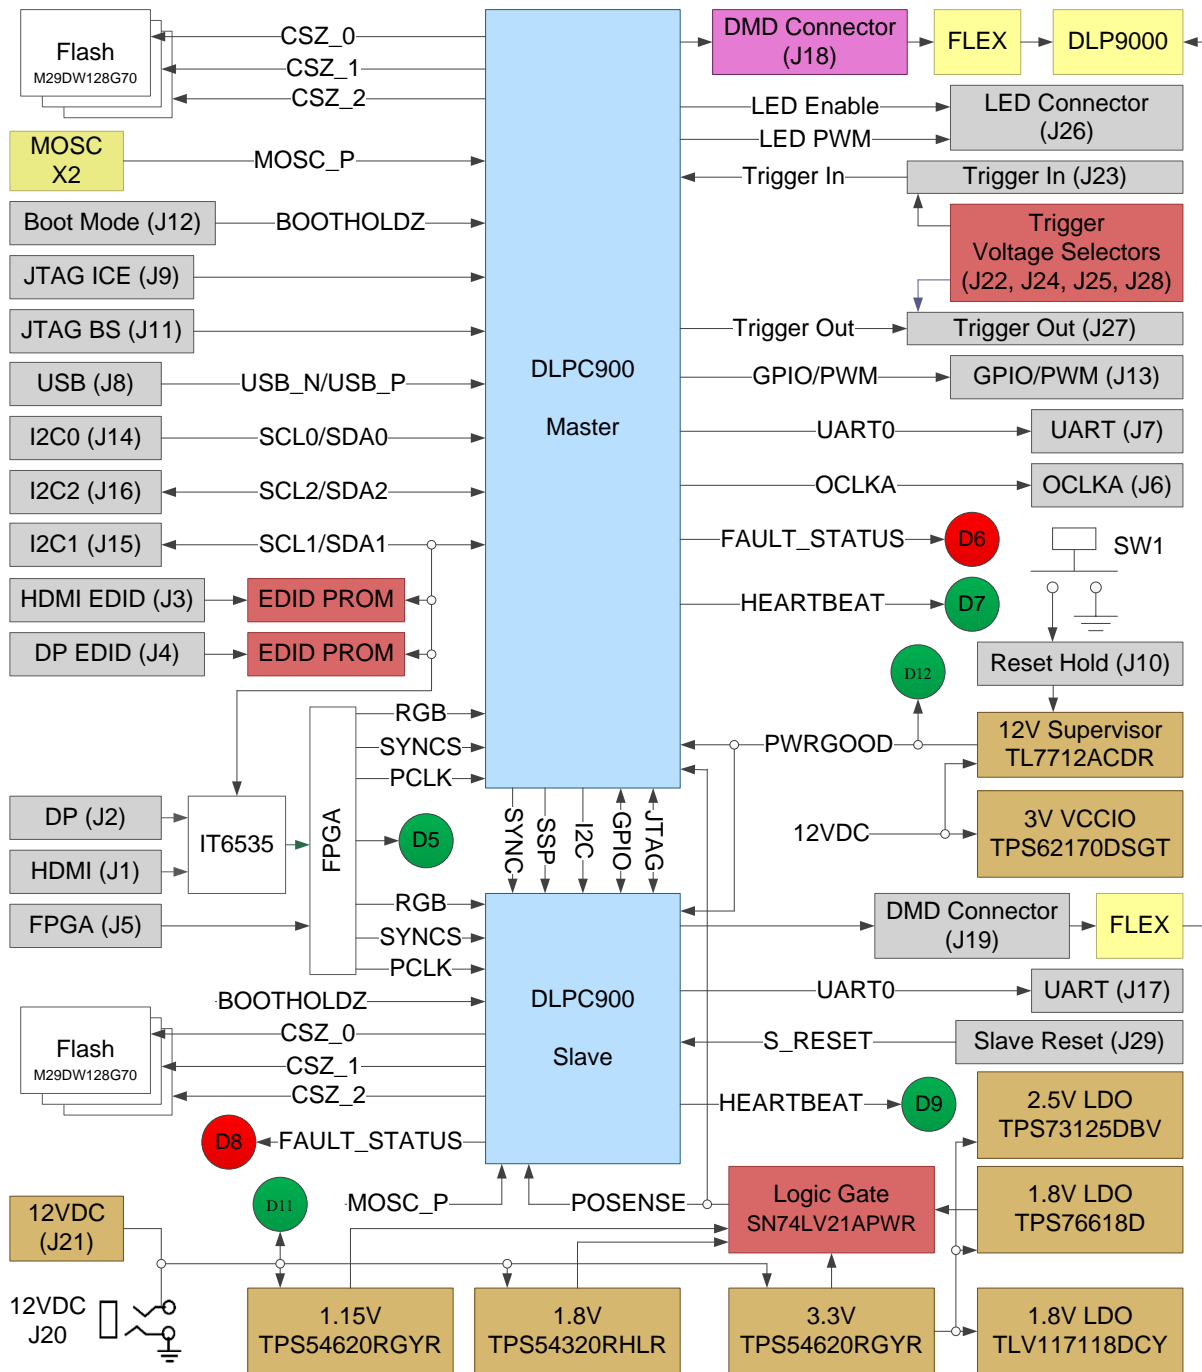 Flash
M29DW128G70
CSZ_0
CSZ_1
CSZ_2
MOSC
X2
MOSC_P
Boot Mode (J12)
BOOTHOLDZ
JTAG ICE (J9)
JTAG BS (J11)
USB (J8)
USB_N/USB_P
I2C0 (J14)
SCL0/SDA0
I2C2 (J16)
SCL2/SDA2
I2C1 (J15)
SCL1/SDA1
HDMI EDID (J3)
EDID PROM
DP EDID (J4)
EDID PROM
DLPC900
Master
DMD Connector
(J18)
FLEX
DLP9000
LED Enable
LED PWM
LED Connector
(J26)
Trigger In
Trigger In (J23)
Trigger
Voltage Selectors
(J22, J24, J25, J28)
Trigger Out
Trigger Out (J27)
GPIO/PWM
GPIO/PWM (J13)
UART0
UART (J7)
OCLKA
OCLKA (J6)
FAULT_STATUS
D6
SW1
HEARTBEAT
D7
Reset Hold (J10)
D12
PWRGOOD
12V Supervisor
TL7712ACDR
12VDC
3V VCCIO
TPS62170DSGT
RGB
SYNCS
PCLK
DP (J2)
HDMI (J1)
IT6535
FPGA
D5
FPGA (J5)
RGB
SYNCS
PCLK
SYNC
SSP
I2C
GPIO
JTAG
DLPC900
Slave
DMD Connector
(J19)
FLEX
BOOTHOLDZ
Flash
M29DW128G70
CSZ_0
CSZ_1
CSZ_2
UART0
UART (J17)
S_RESET
Slave Reset (J29)
HEARTBEAT
D9
D8
FAULT_STATUS
2.5V LDO
TPS73125DBV
MOSC_P
POSENSE
Logic Gate
SN74LV21APWR
1.8V LDO
TPS76618D
12VDC
(J21)
D11
12VDC
J20
1.15V
TPS54620RGYR
1.8V
TPS54320RHLR
3.3V
TPS54620RGYR
1.8V LDO
TLV117118DCY